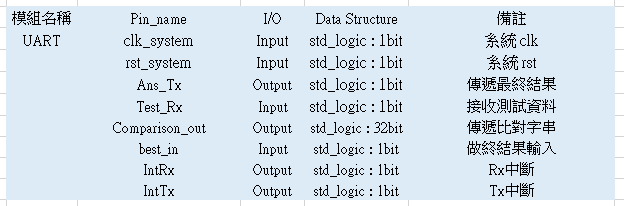 模組名稱 Pin_name I/O Data Structure 備註
UART clk_system Input std_logic：1bit 系統 clk
rst_system Input std_logic：1bit 系統 rst
Ans_Tx Output std_logic：1bit 傳遞最終結果
Test_Rx Input std_logic：1bit 接收測試資料
Comparison_out Output std_logic：32bit 傳遞比對字串
best_in Input std_logic：1bit 做終結果輸入
IntRx Output std_logic：1bit Rx中斷
IntTx Output std_logic：1bit Tx中斷